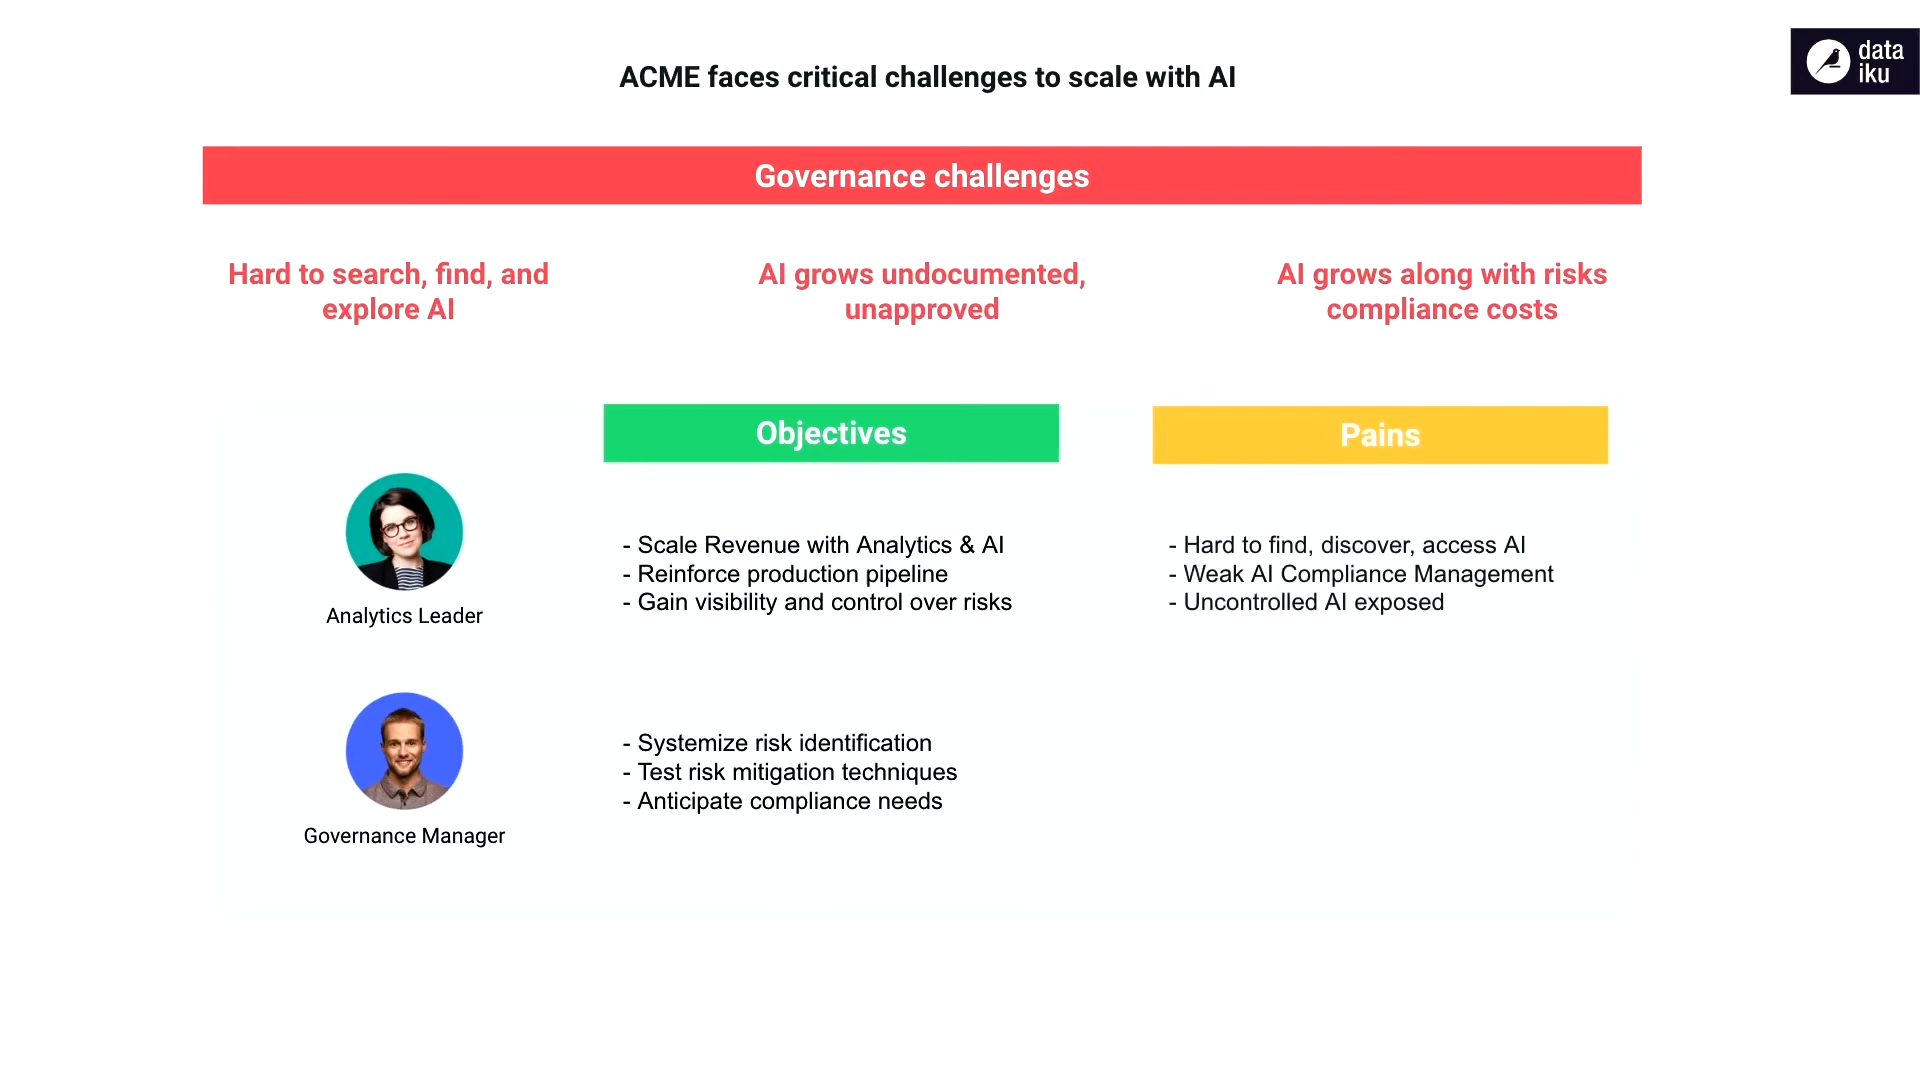 data
iku
ACME faces critical challenges to scale with AI
Governance challenges
Hard to search, find, and
explore AI
AI grows undocumented,
unapproved
AI grows along with risks
compliance costs
Objectives
Pains
Analytics Leader
- Scale Revenue with Analytics & AI
- Reinforce production pipeline
- Gain visibility and control over risks
- Hard to find, discover, access AI
- Weak AI Compliance Management
- Uncontrolled AI exposed
Governance Manager
- Systemize risk identification
- Test risk mitigation techniques
- Anticipate compliance needs